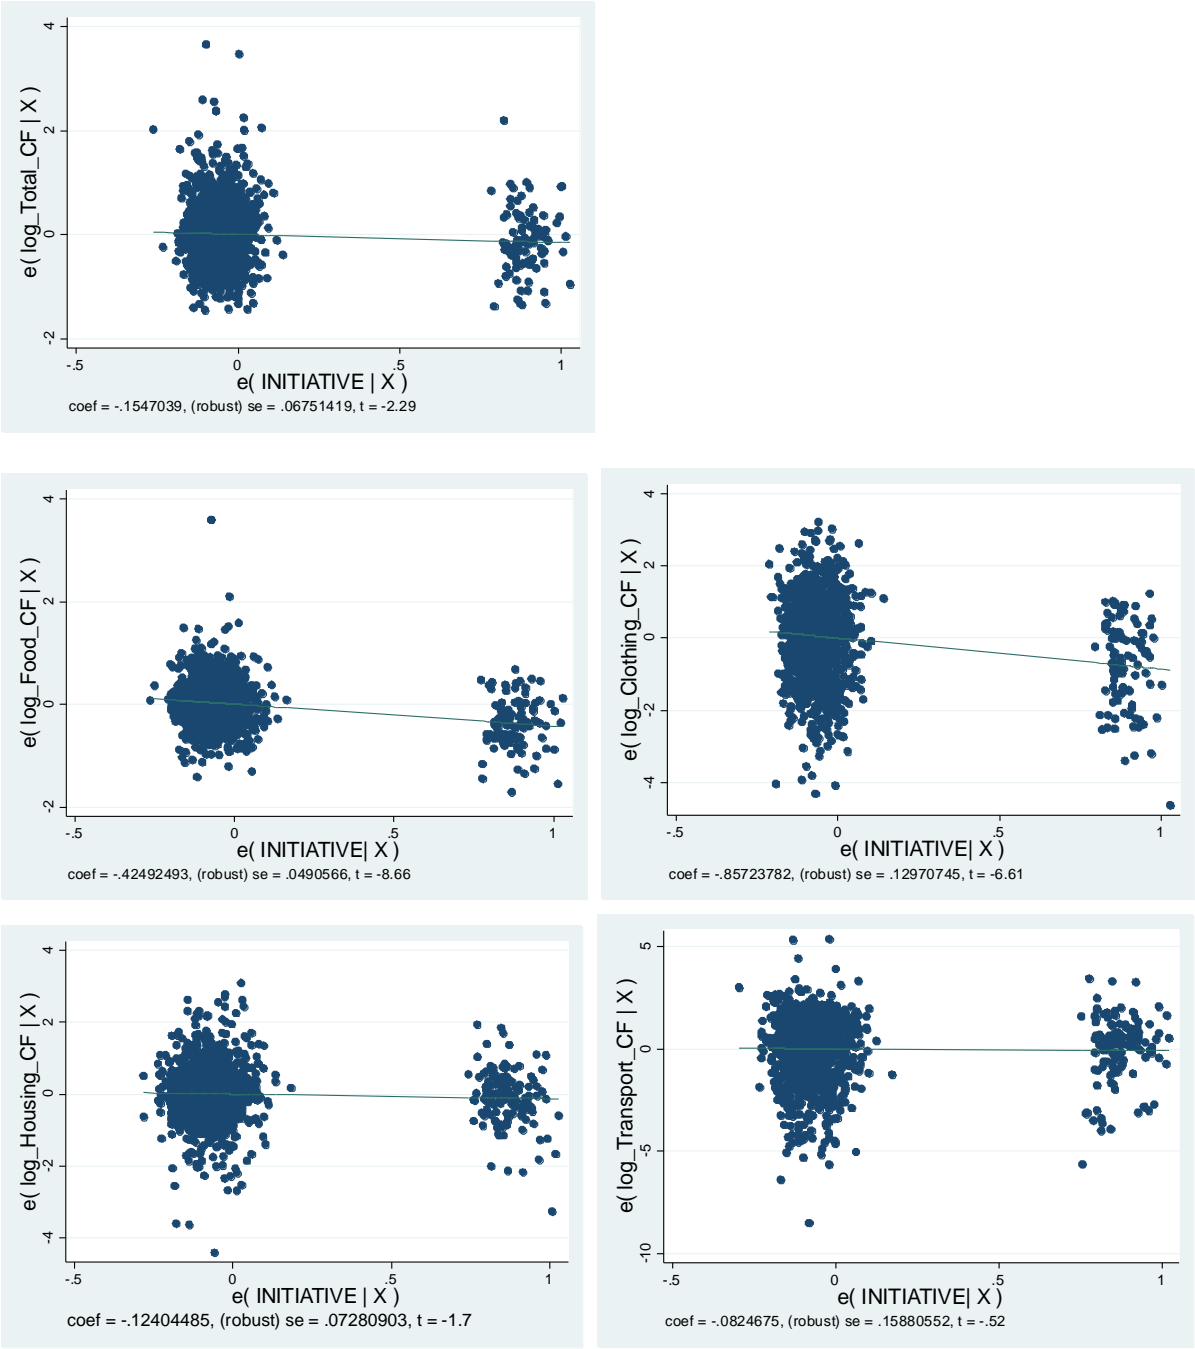 4
2
0
-2
e( log_Total_CF | X )
-.5
0
.5
1
e( INITIATIVE | X )
coef = -.1547039, (robust) se = .06751419, t = -2.29
4
2
0
-2
e( log_Food_CF | X )
-.5
0
.5
1
e( INITIATIVE| X )
coef = -.42492493, (robust) se = .0490566, t = -8.66
4
2
0
-2
-4
e( log_Clothing_CF | X )
-.5
0
.5
1
e( INITIATIVE | X )
coef = -.85723782, (robust) se = .12970745, t = -6.61
4
2
0
-2
-4
e( log_Housing_CF | X )
-.5
0
.5
1
e( INITIATIVE | X )
coef = -.12404485, (robust) se = .07280903, t = -1.7
5
0
-5
-10
e( log_Transport_CF | X )
-.5
0
.5
1
e( INITIATIVE| X )
coef = -.0824675, (robust) se = .15880552, t = -.52